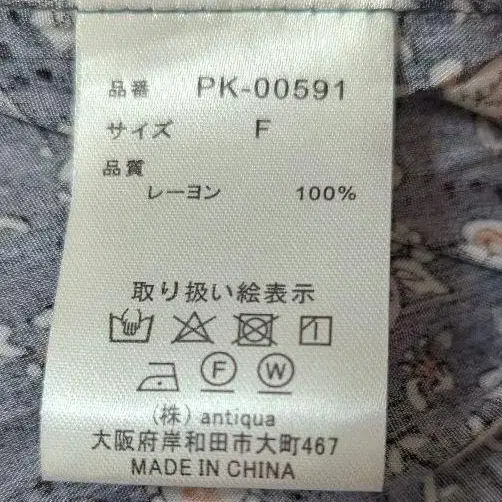 品番 PK-00591
サイズ F
品質
レーヨン 100%
取り扱い絵表示
F W
(株) antiqua
大阪府岸和田市大町467
MADE IN CHINA